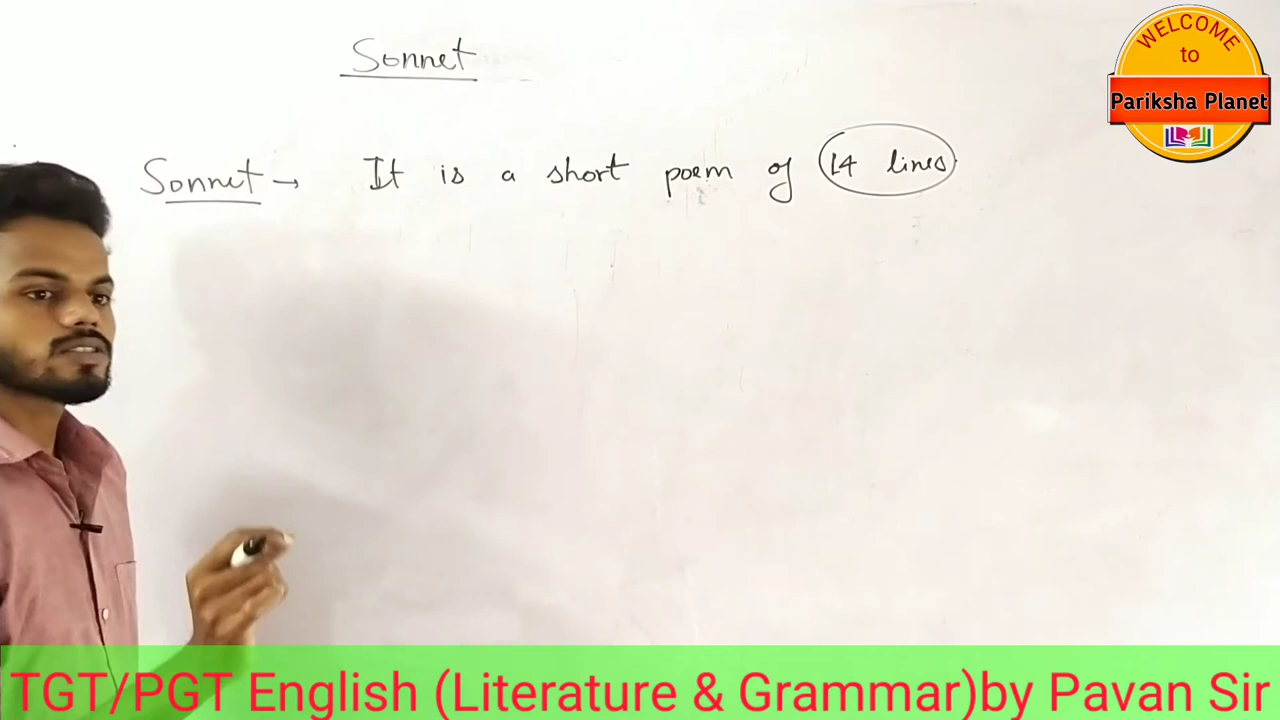 Sonnet
WELCOME
to
Pariksha Planet
Sonnet → It is a short poem of 14 lines
TGT/PGT English (Literature & Grammar)by Pavan Sir